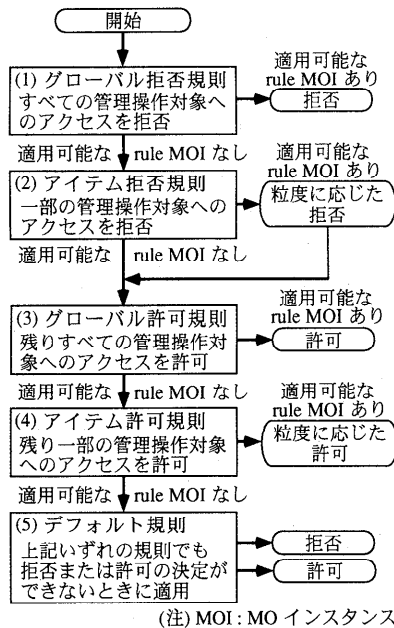 開始
適用可能な
rule MOI あり
(1) グローバル拒否規則
すべての管理操作対象へ
のアクセスを拒否
拒否
適用可能な rule MOI なし
適用可能な
rule MOI あり
(2) アイテム拒否規則
一部の管理操作対象への
アクセスを拒否
粒度に応じた
拒否
適用可能な rule MOI なし
適用可能な
rule MOI あり
(3) グローバル許可規則
残りすべての管理操作対
象へのアクセスを許可
許可
適用可能な rule MOI なし
適用可能な
rule MOI あり
(4) アイテム許可規則
残り一部の管理操作対象
へのアクセスを許可
粒度に応じた
許可
適用可能な rule MOI なし
(5) デフォルト規則
上記いずれの規則でも
拒否または許可の決定が
できないときに適用
拒否
許可
(注) MOI : MO インスタンス